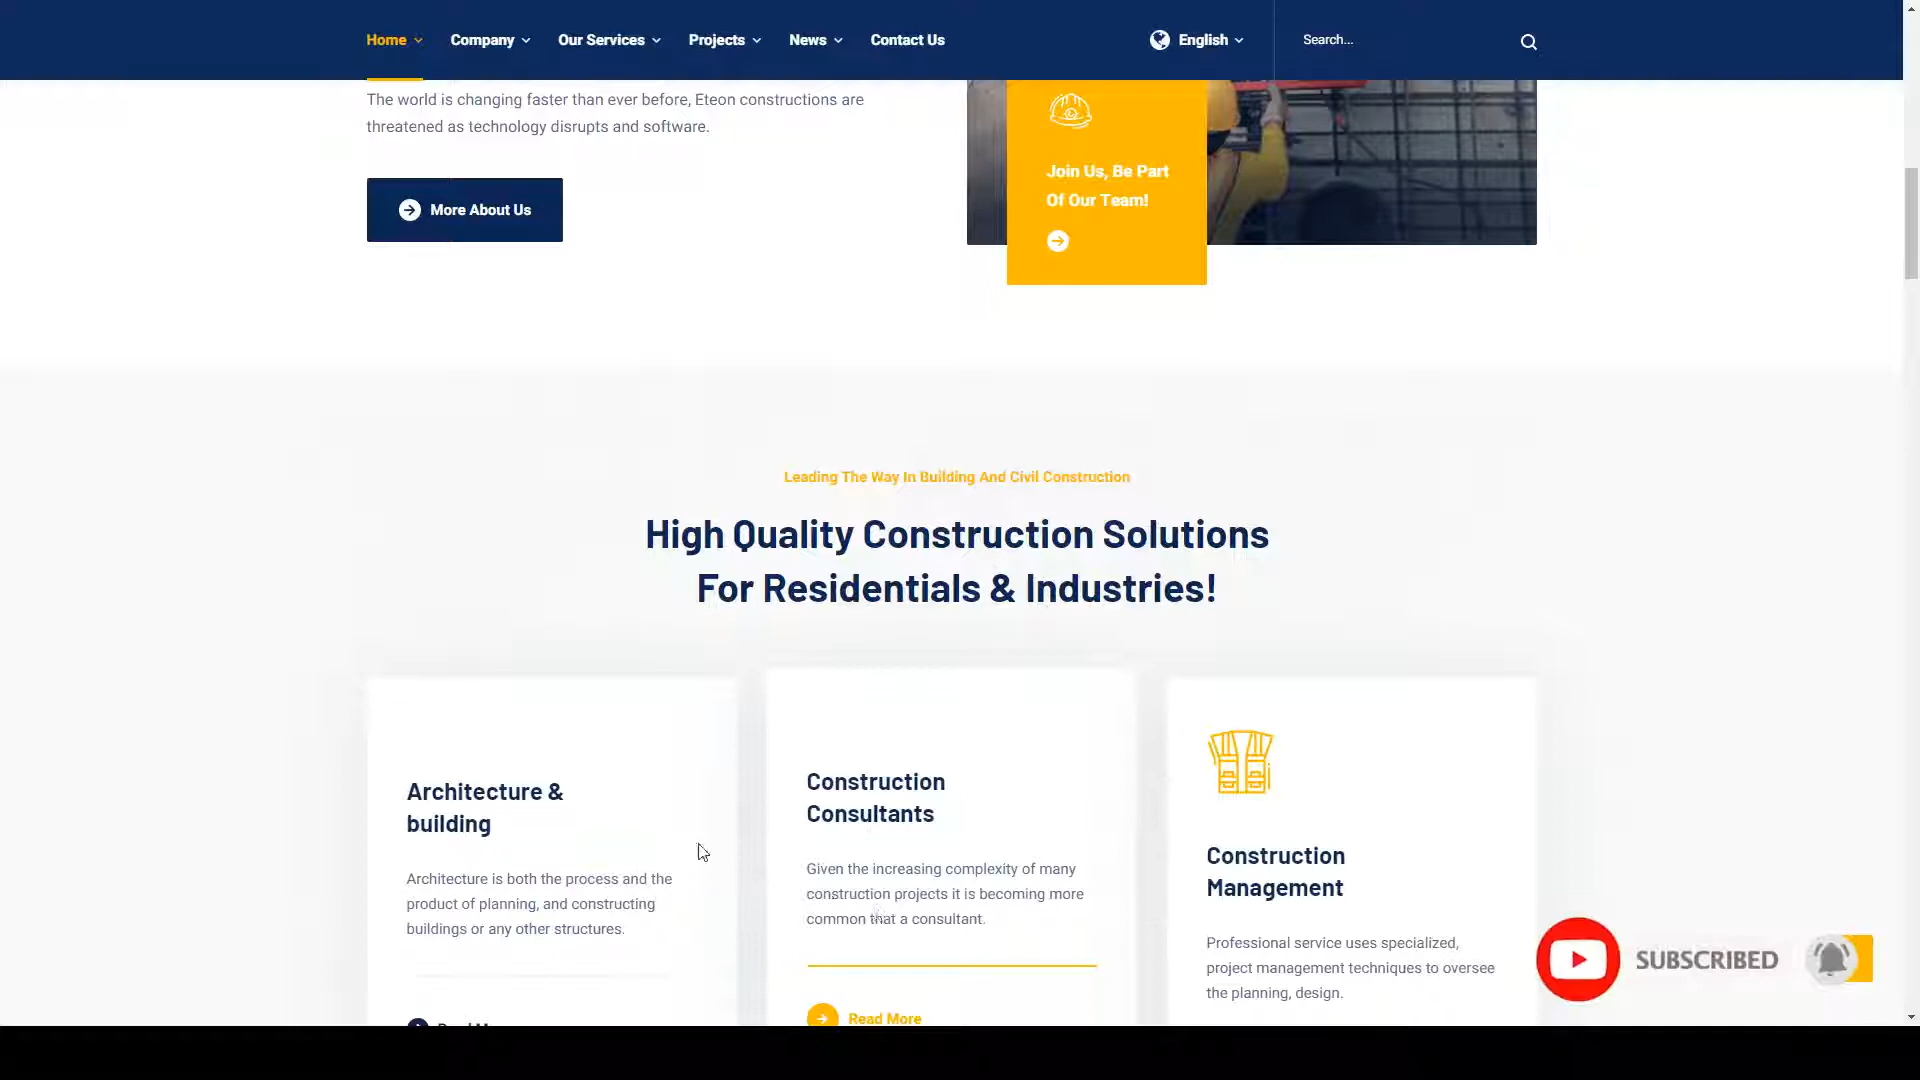 Home
Company
Our Services
Projects
News
Contact Us
English
Search...
The world is changing faster than ever before, Eteon constructions are
threatened as technology disrupts and software.
More About Us
Join Us, Be Part
Of Our Team!
Leading The Way In Building And Civil Construction
High Quality Construction Solutions
For Residentials & Industries!
Architecture &
building
Architecture is both the process and the
product of planning, and constructing
buildings or any other structures.
Construction
Consultants
Given the increasing complexity of many
construction projects it is becoming more
common that a consultant.
Read More
Construction
Management
Professional service uses specialized,
project management techniques to oversee
the planning, design.
SUBSCRIBED